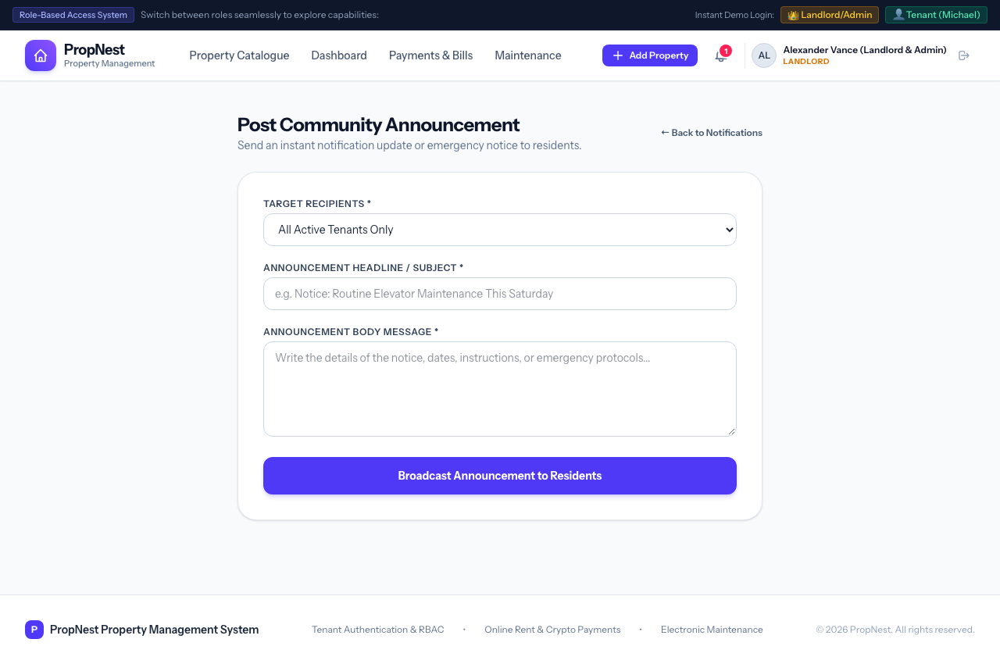 Role-Based Access System Switch between roles seamlessly to explore capabilities: Instant Demo Login: 👑 Landlord/Admin 👤 Tenant (Michael)
PropNest
Property Management
Property Catalogue Dashboard Payments & Bills Maintenance
+ Add Property
1
AL
Alexander Vance (Landlord & Admin)
LANDLORD
Post Community Announcement
Send an instant notification update or emergency notice to residents.
← Back to Notifications
TARGET RECIPIENTS *
All Active Tenants Only
ANNOUNCEMENT HEADLINE / SUBJECT *
e.g. Notice: Routine Elevator Maintenance This Saturday
ANNOUNCEMENT BODY MESSAGE *
Write the details of the notice, dates, instructions, or emergency protocols...
Broadcast Announcement to Residents
P PropNest Property Management System
Tenant Authentication & RBAC • Online Rent & Crypto Payments • Electronic Maintenance
© 2026 PropNest. All rights reserved.